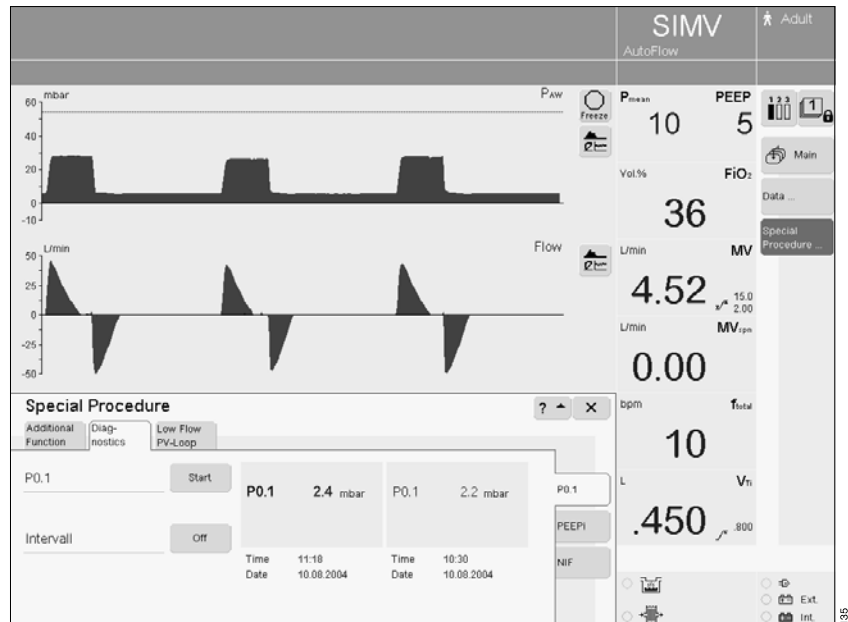 SIMV
AutoFlow
Adult
mbar
PAW
60
40
20
0
-10
Freeze
L/min
Flow
50
25
0
-25
-50
Pmean PEEP
10 5
Vol.% FiO2
36
L/min MV
4.52 15.0
2.00
L/min MVspn
0.00
bpm ftotal
10
L VTi
.450 .800
1 2 3
1
Main
Data ...
Special
Procedure ...
Special Procedure
? ×
Additional
Function
Diag-
nostics
Low Flow
PV-Loop
P0.1 Start
Intervall Off
P0.1 2.4 mbar
Time 11:18
Date 10.08.2004
P0.1 2.2 mbar
Time 10:30
Date 10.08.2004
P0.1
PEEPi
NIF
Ext.
Int.
35